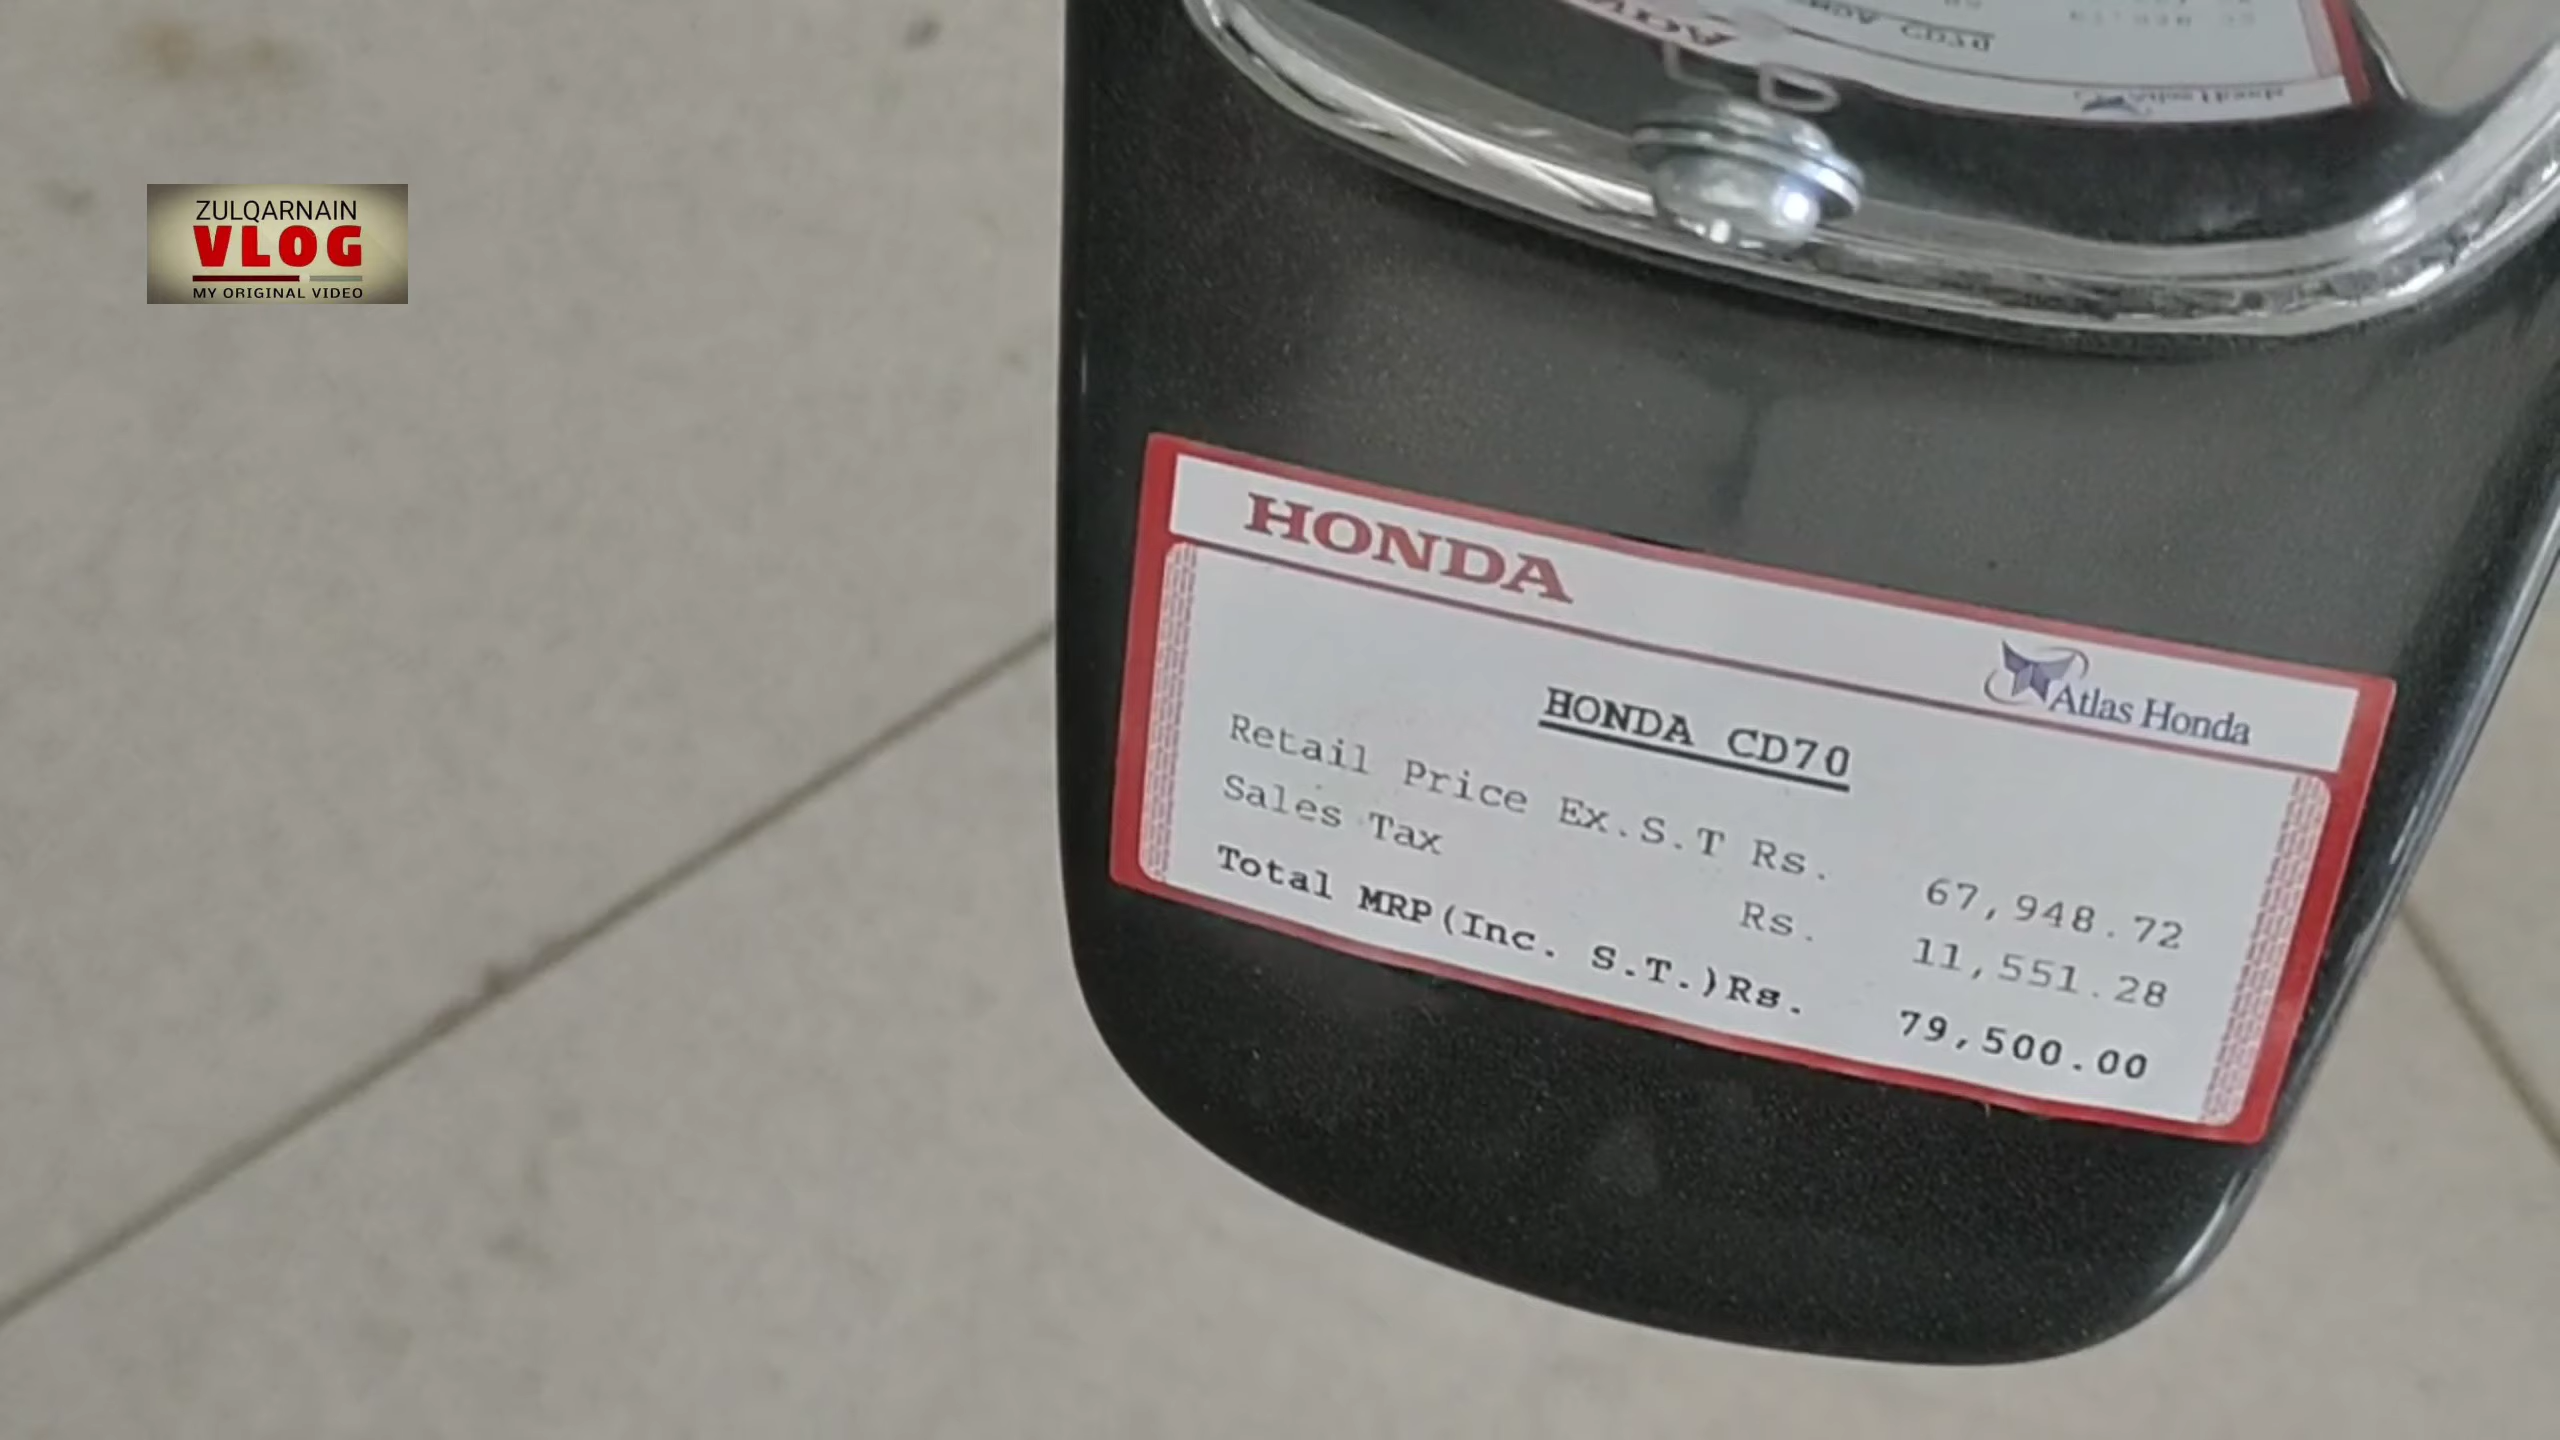 ZULQARNAIN
VLOG
MY ORIGINAL VIDEO
HONDA
Atlas Honda
HONDA CD70
Retail Price Ex.S.T Rs. 67,948.72
Sales Tax Rs. 11,551.28
Total MRP(Inc. S.T.)Rs. 79,500.00